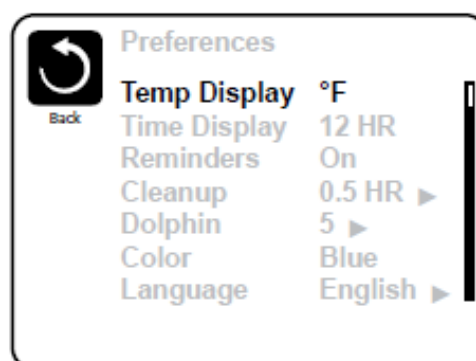 Preferences
Back
Temp Display °F
Time Display 12 HR
Reminders On
Cleanup 0.5 HR ▶
Dolphin 5 ▶
Color Blue
Language English ▶